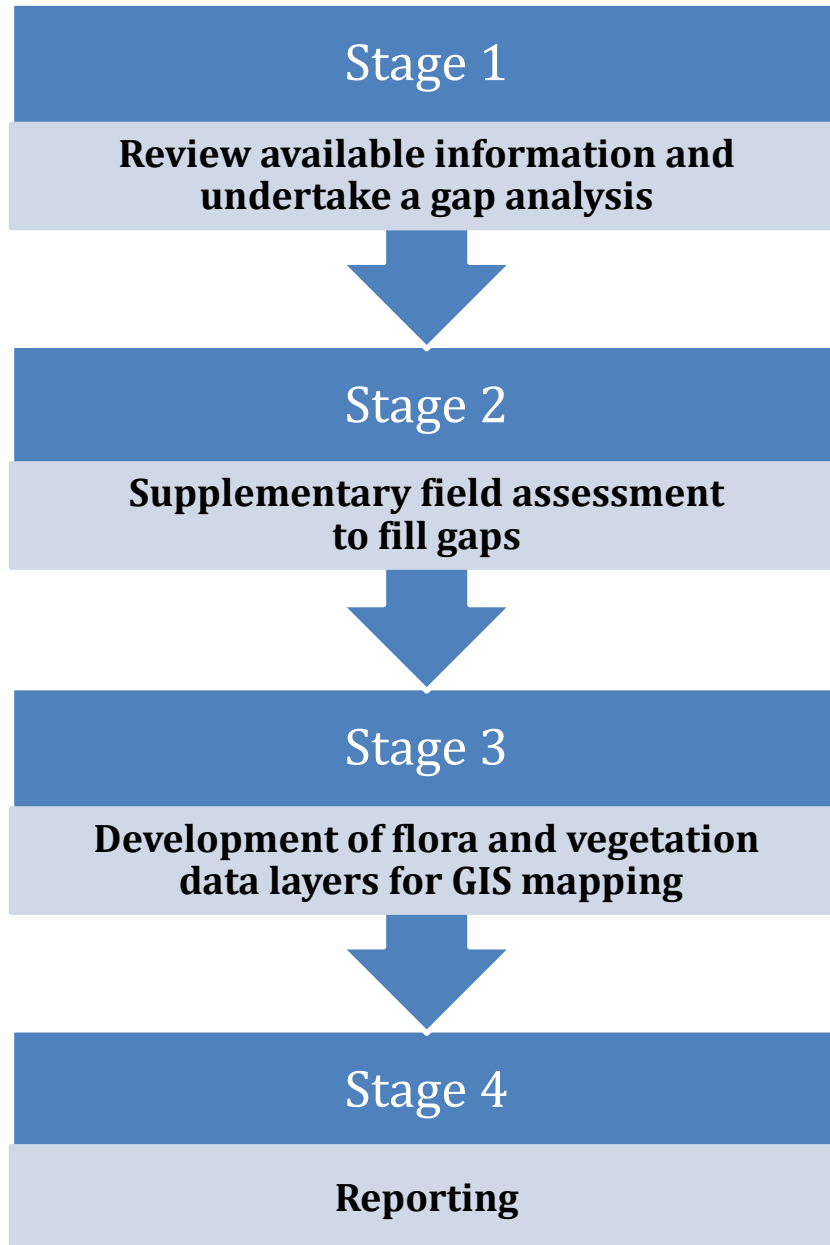 Stage 1
Review available information and
undertake a gap analysis
Stage 2
Supplementary field assessment
to fill gaps
Stage 3
Development of flora and vegetation
data layers for GIS mapping
Stage 4
Reporting